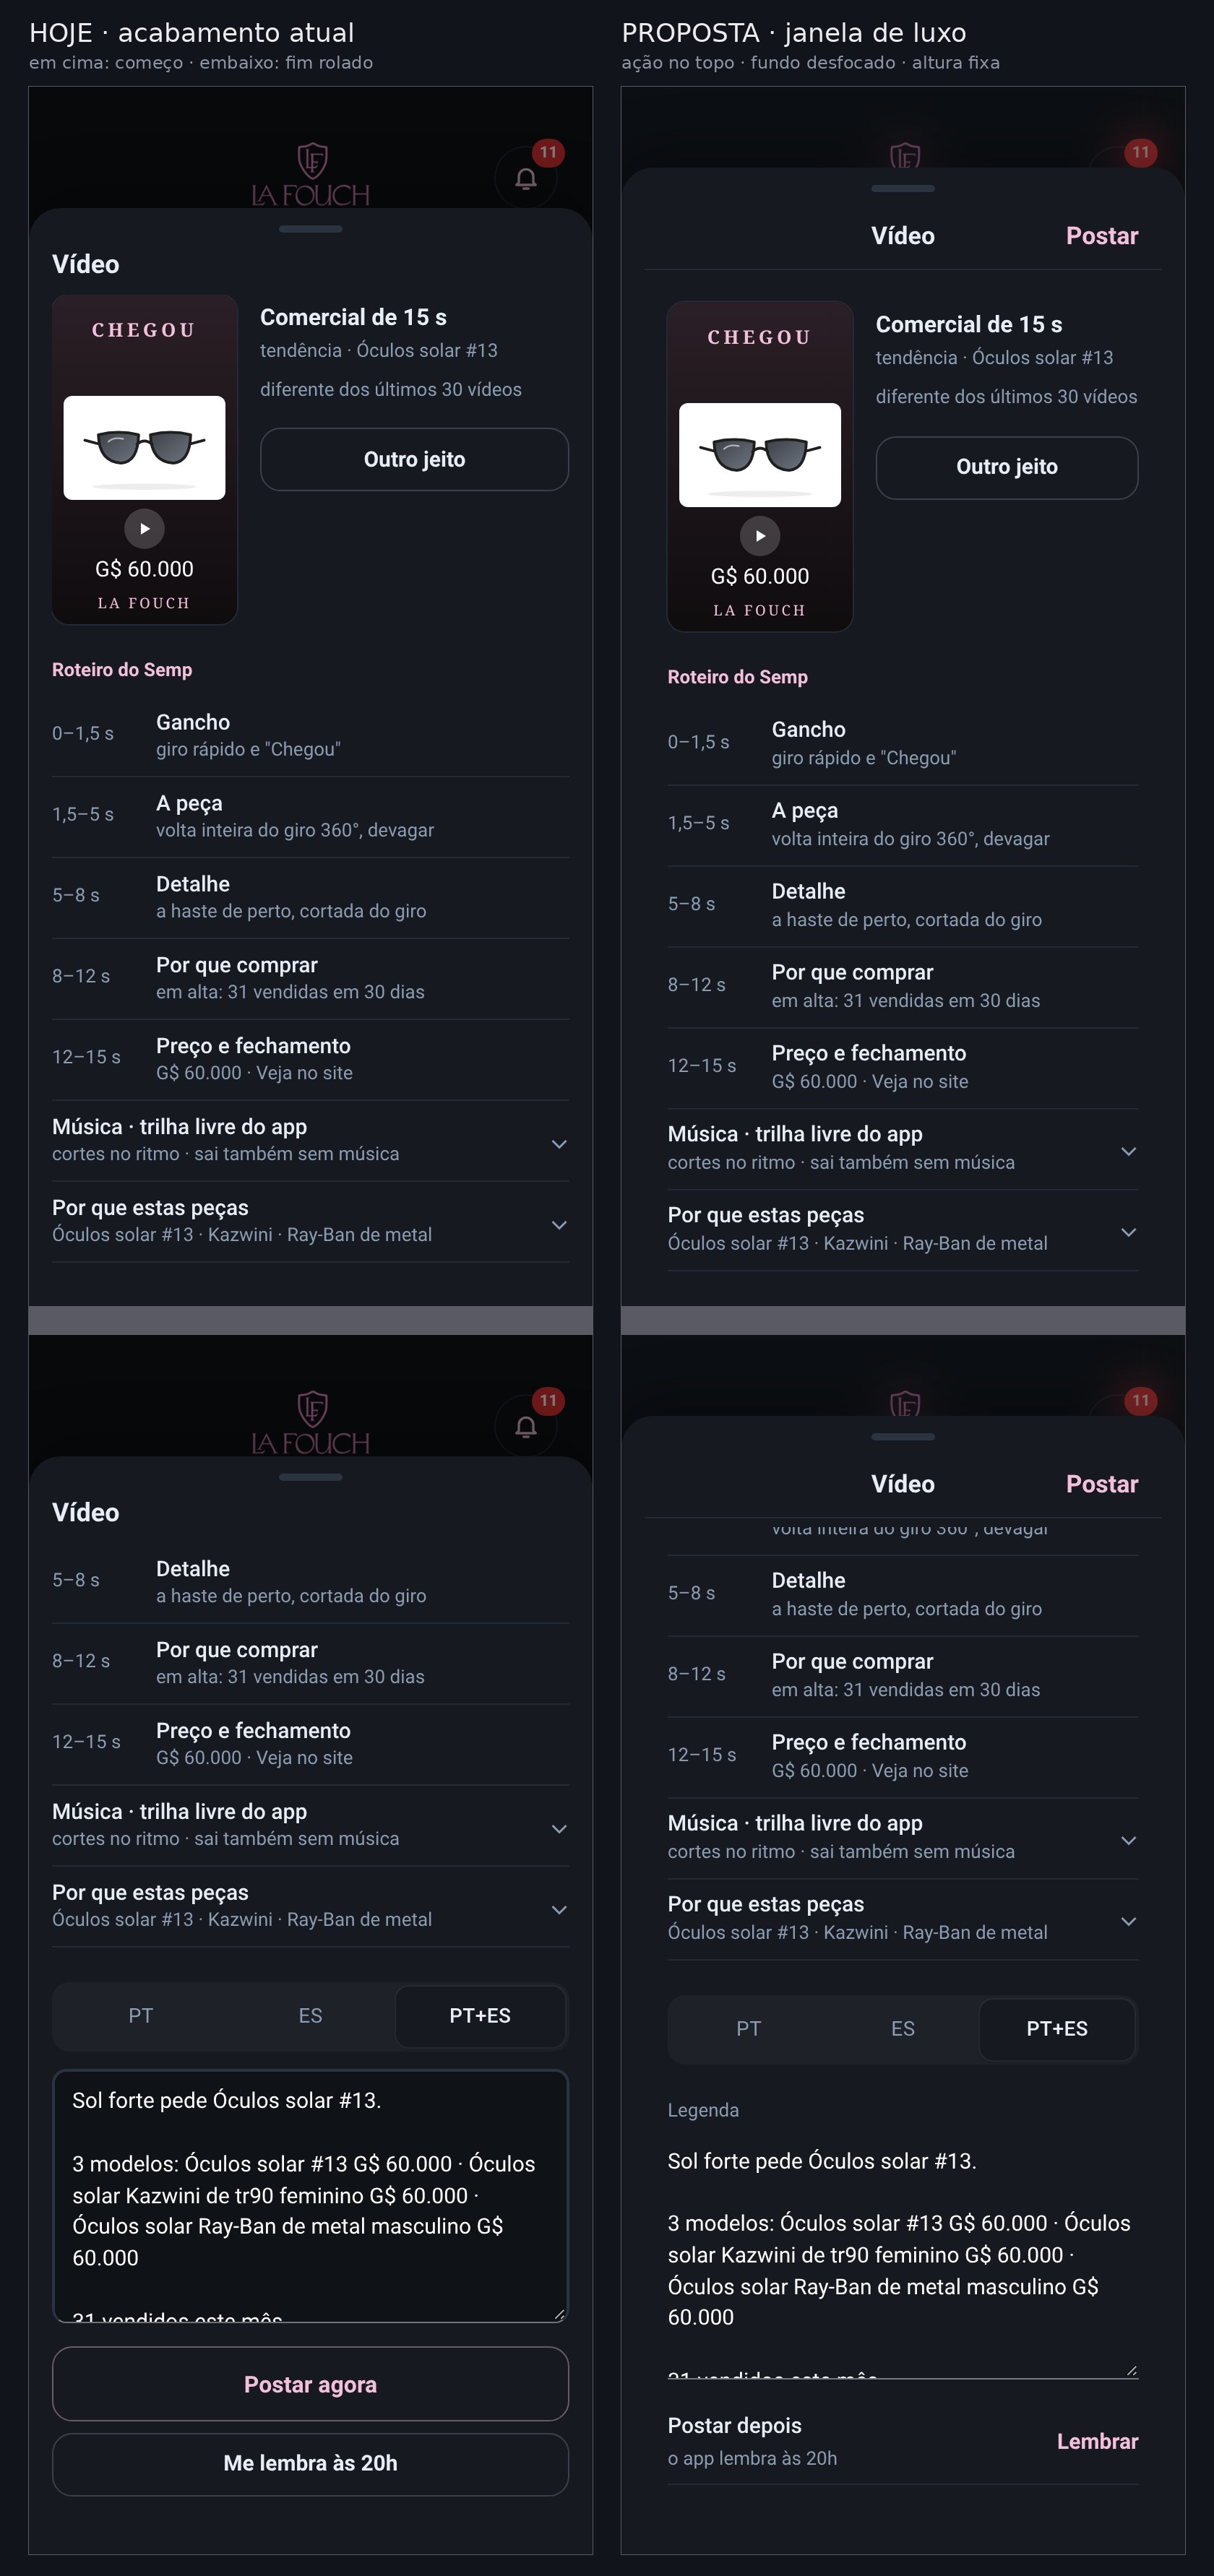 HOJE · acabamento atual
em cima: começo · embaixo: fim rolado
11
LA FOUCH
Vídeo
CHEGOU
G$ 60.000
LA FOUCH
Comercial de 15 s
tendência · Óculos solar #13
diferente dos últimos 30 vídeos
Outro jeito
Roteiro do Semp
0–1,5 s
Gancho
giro rápido e "Chegou"
1,5–5 s
A peça
volta inteira do giro 360°, devagar
5–8 s
Detalhe
a haste de perto, cortada do giro
8–12 s
Por que comprar
em alta: 31 vendidas em 30 dias
12–15 s
Preço e fechamento
G$ 60.000 · Veja no site
Música · trilha livre do app
cortes no ritmo · sai também sem música
Por que estas peças
Óculos solar #13 · Kazwini · Ray-Ban de metal
11
LA FOUCH
Vídeo
5–8 s
Detalhe
a haste de perto, cortada do giro
8–12 s
Por que comprar
em alta: 31 vendidas em 30 dias
12–15 s
Preço e fechamento
G$ 60.000 · Veja no site
Música · trilha livre do app
cortes no ritmo · sai também sem música
Por que estas peças
Óculos solar #13 · Kazwini · Ray-Ban de metal
PT
ES
PT+ES
Sol forte pede Óculos solar #13.
3 modelos: Óculos solar #13 G$ 60.000 · Óculos
solar Kazwini de tr90 feminino G$ 60.000 ·
Óculos solar Ray-Ban de metal masculino G$
60.000
31 vendidos este mês
Postar agora
Me lembra às 20h
PROPOSTA · janela de luxo
ação no topo · fundo desfocado · altura fixa
11
Vídeo
Postar
CHEGOU
G$ 60.000
LA FOUCH
Comercial de 15 s
tendência · Óculos solar #13
diferente dos últimos 30 vídeos
Outro jeito
Roteiro do Semp
0–1,5 s
Gancho
giro rápido e "Chegou"
1,5–5 s
A peça
volta inteira do giro 360°, devagar
5–8 s
Detalhe
a haste de perto, cortada do giro
8–12 s
Por que comprar
em alta: 31 vendidas em 30 dias
12–15 s
Preço e fechamento
G$ 60.000 · Veja no site
Música · trilha livre do app
cortes no ritmo · sai também sem música
Por que estas peças
Óculos solar #13 · Kazwini · Ray-Ban de metal
11
Vídeo
Postar
volta inteira do giro 360°, devagar
5–8 s
Detalhe
a haste de perto, cortada do giro
8–12 s
Por que comprar
em alta: 31 vendidas em 30 dias
12–15 s
Preço e fechamento
G$ 60.000 · Veja no site
Música · trilha livre do app
cortes no ritmo · sai também sem música
Por que estas peças
Óculos solar #13 · Kazwini · Ray-Ban de metal
PT
ES
PT+ES
Legenda
Sol forte pede Óculos solar #13.
3 modelos: Óculos solar #13 G$ 60.000 · Óculos
solar Kazwini de tr90 feminino G$ 60.000 ·
Óculos solar Ray-Ban de metal masculino G$
60.000
31 vendidos este mês
Postar depois
o app lembra às 20h
Lembrar